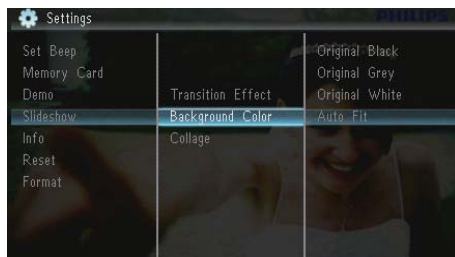 Settings
PHILIPS
Set Beep
Memory Card
Demo
Slideshow
Info
Reset
Format
Transition Effect
Background Color
Collage
Original Black
Original Grey
Original White
Auto Fit